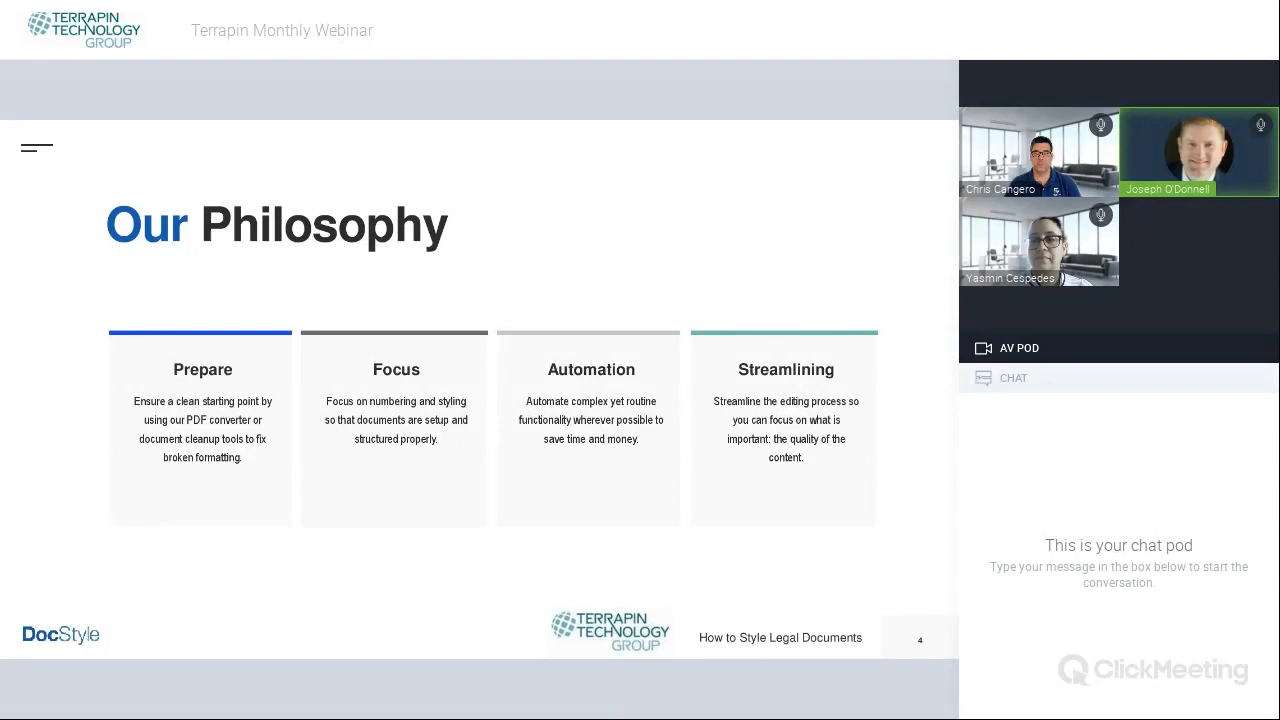 TERRAPIN
TECHNOLOGY
GROUP
Terrapin Monthly Webinar
Our Philosophy
Prepare
Ensure a clean starting point by
using our PDF converter or
document cleanup tools to fix
broken formatting.
Focus
Focus on numbering and styling
so that documents are setup and
structured properly.
Automation
Automate complex yet routine
functionality wherever possible to
save time and money.
Streamlining
Streamline the editing process so
you can focus on what is
important: the quality of the
content.
DocStyle
TERRAPIN
TECHNOLOGY
GROUP
How to Style Legal Documents
4
Chris Cangero
Joseph O'Donnell
Yasmin Cespedes
AV POD
CHAT
This is your chat pod
Type your message in the box below to start the
conversation.
ClickMeeting